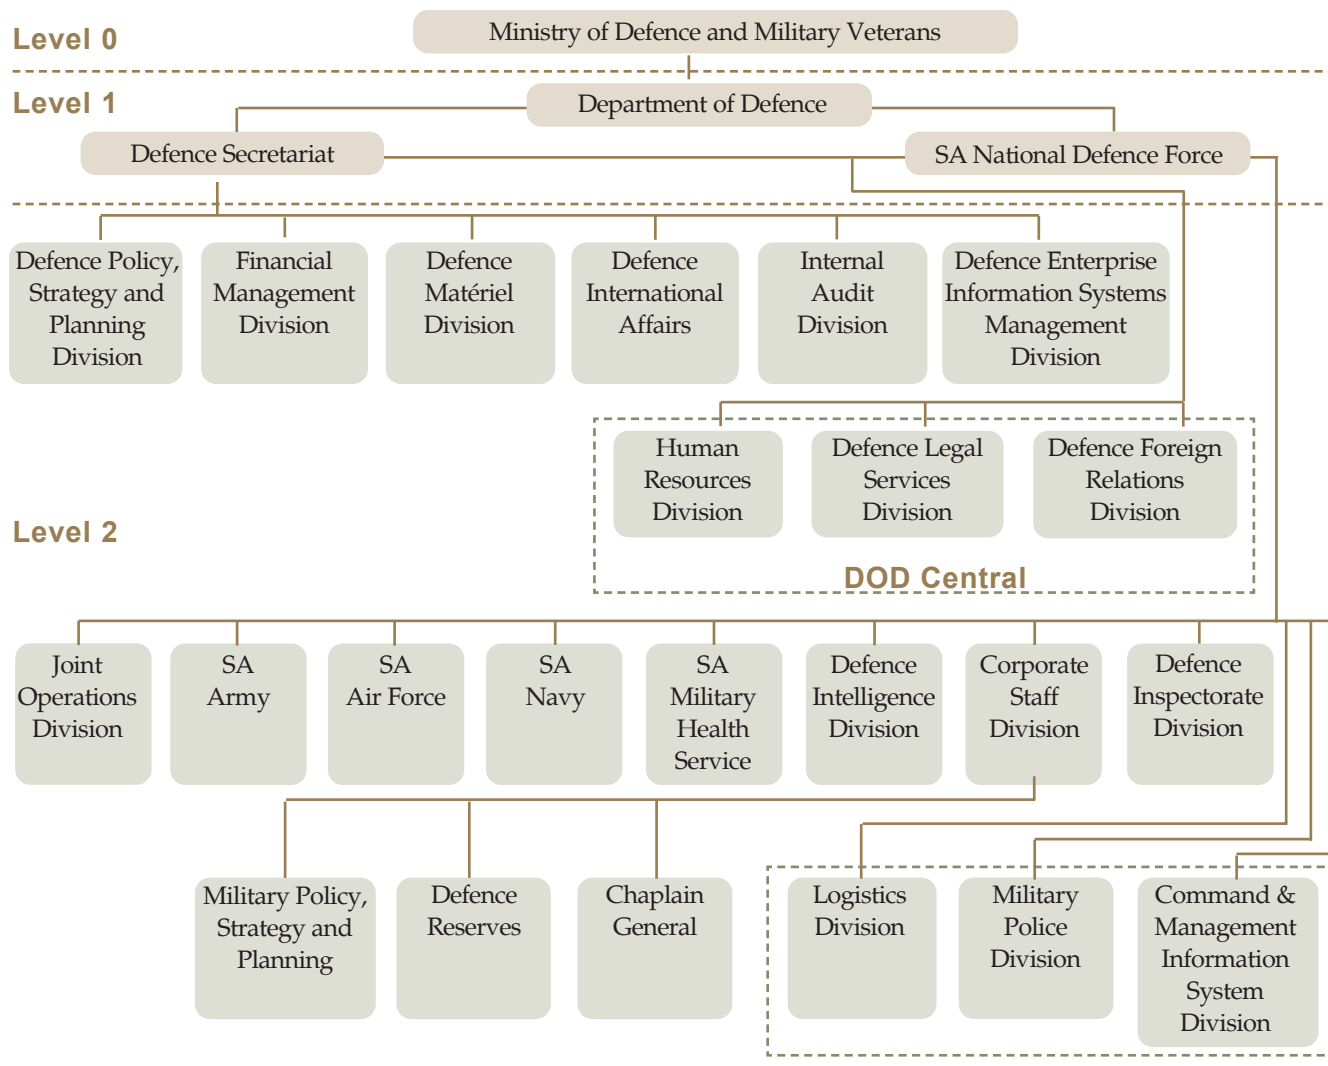 Level 0
Ministry of Defence and Military Veterans
Level 1
Department of Defence
Defence Secretariat
SA National Defence Force
Defence Policy,
Strategy and
Planning
Division
Financial
Management
Division
Defence
Matériel
Division
Defence
International
Affairs
Internal
Audit
Division
Defence Enterprise
Information Systems
Management
Division
Human
Resources
Division
Defence Legal
Services
Division
Defence Foreign
Relations
Division
Level 2
DOD Central
Joint
Operations
Division
SA
Army
SA
Air Force
SA
Navy
SA
Military
Health
Service
Defence
Intelligence
Division
Corporate
Staff
Division
Defence
Inspectorate
Division
Military Policy,
Strategy and
Planning
Defence
Reserves
Chaplain
General
Logistics
Division
Military
Police
Division
Command &
Management
Information
System
Division